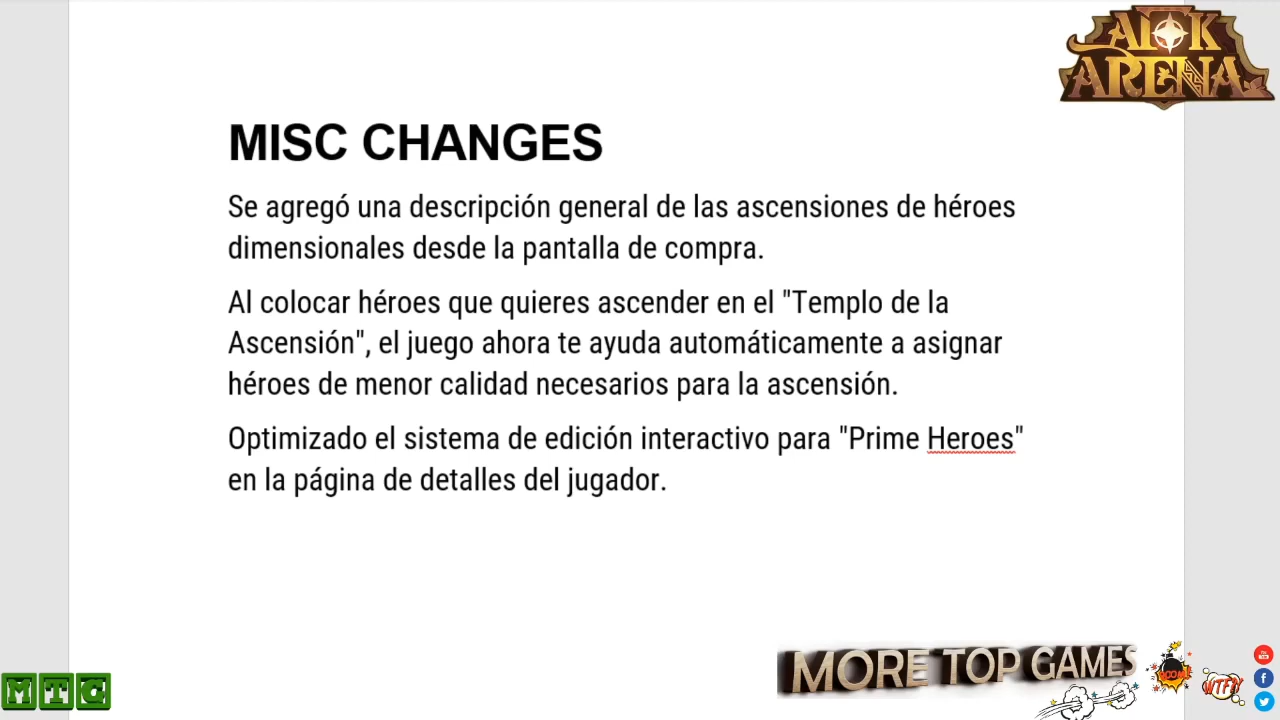 AFK
ARENA
MISC CHANGES
Se agregó una descripción general de las ascensiones de héroes
dimensionales desde la pantalla de compra.
Al colocar héroes que quieres ascender en el "Templo de la
Ascensión", el juego ahora te ayuda automáticamente a asignar
héroes de menor calidad necesarios para la ascensión.
Optimizado el sistema de edición interactivo para "Prime Heroes"
en la página de detalles del jugador.
MTG
MORE TOP GAMES
BOOM!
WTF?!